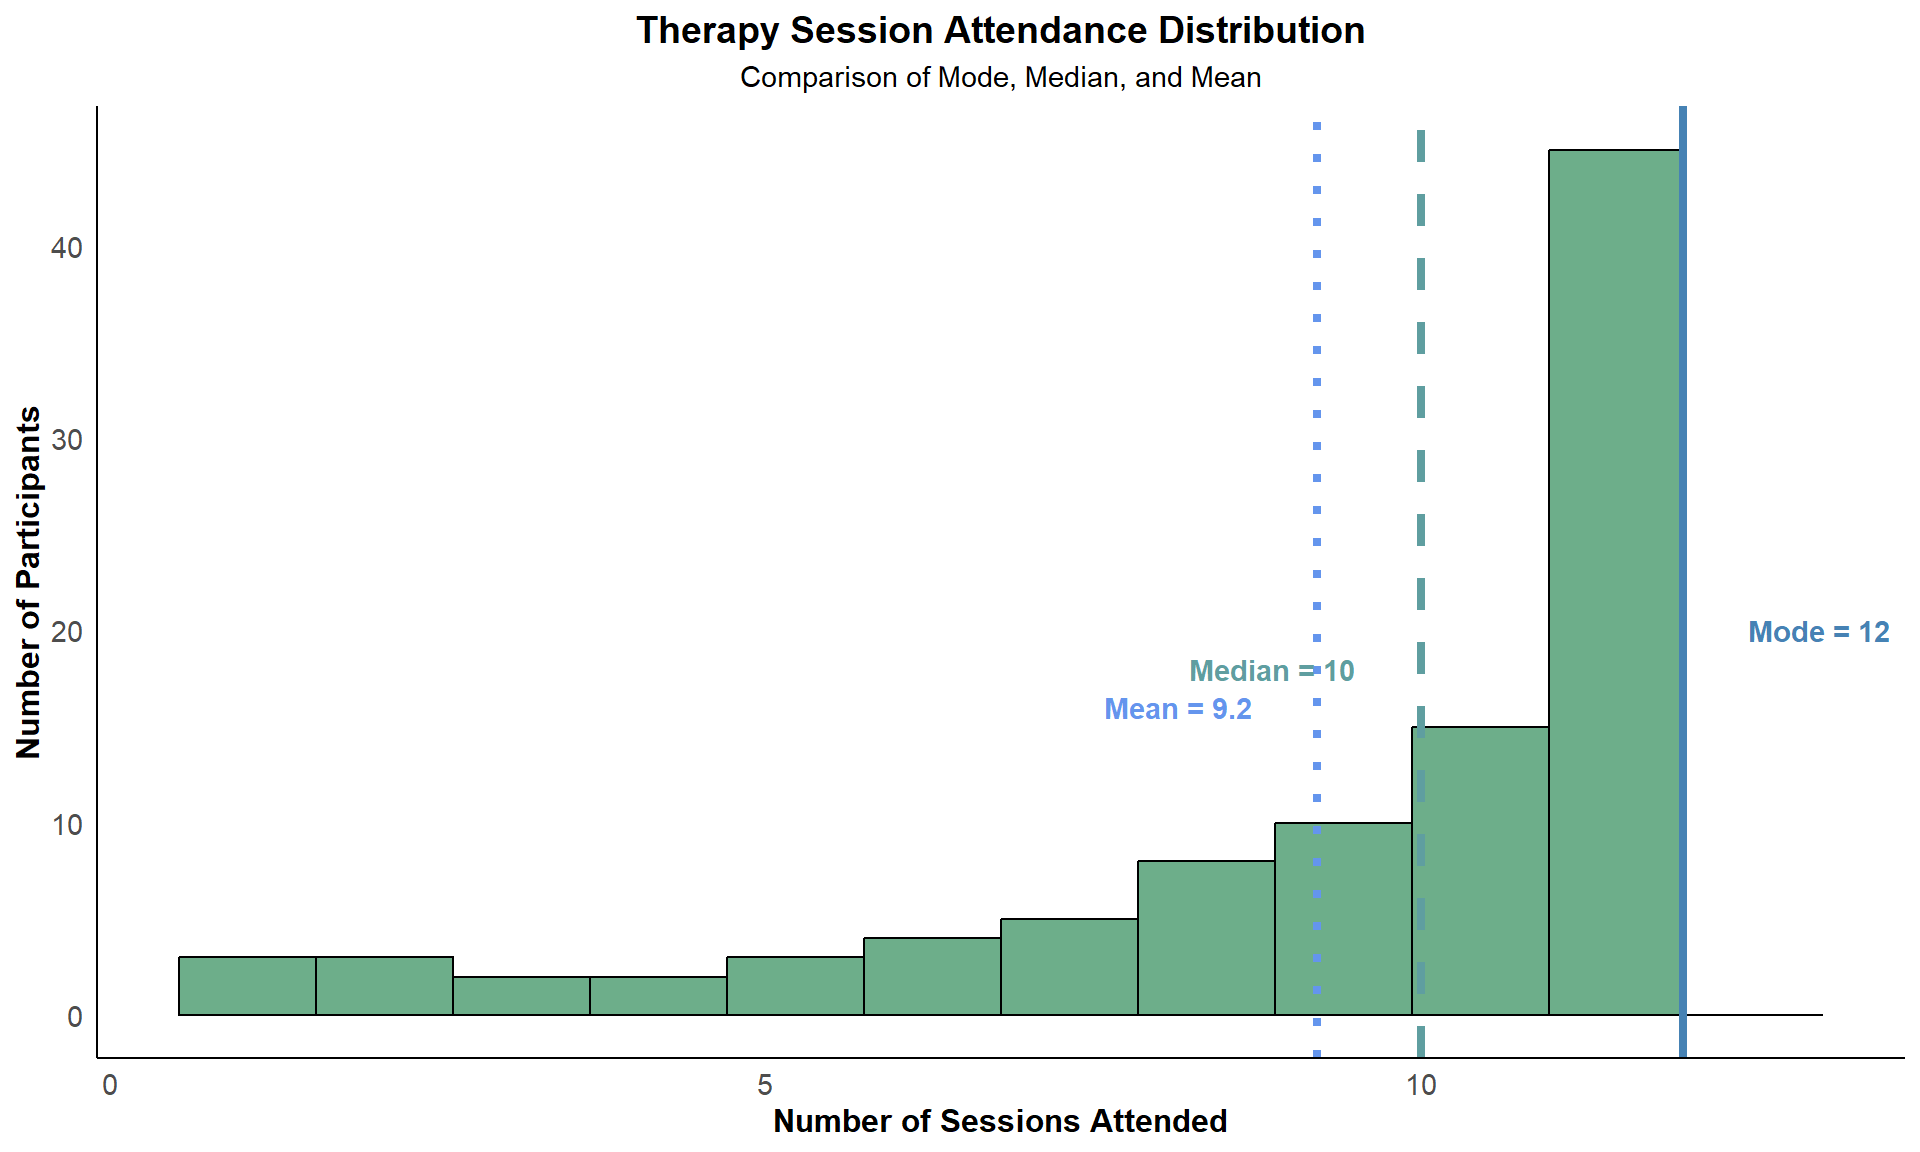 Therapy Session Attendance Distribution
Comparison of Mode, Median, and Mean
Number of Participants
40
30
20
10
0
Mode = 12
Median = 10
Mean = 9.2
0
5
10
Number of Sessions Attended